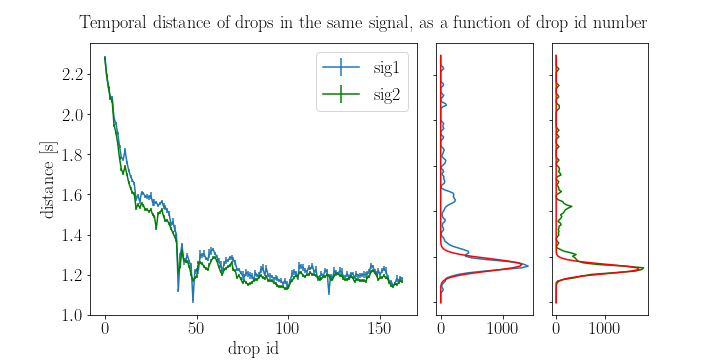 Temporal distance of drops in the same signal, as a function of drop id number
sig1
sig2
2.2
2.0
1.8
1.6
1.4
1.2
1.0
distance [s]
0 50 100 150
drop id
0 1000
0 1000